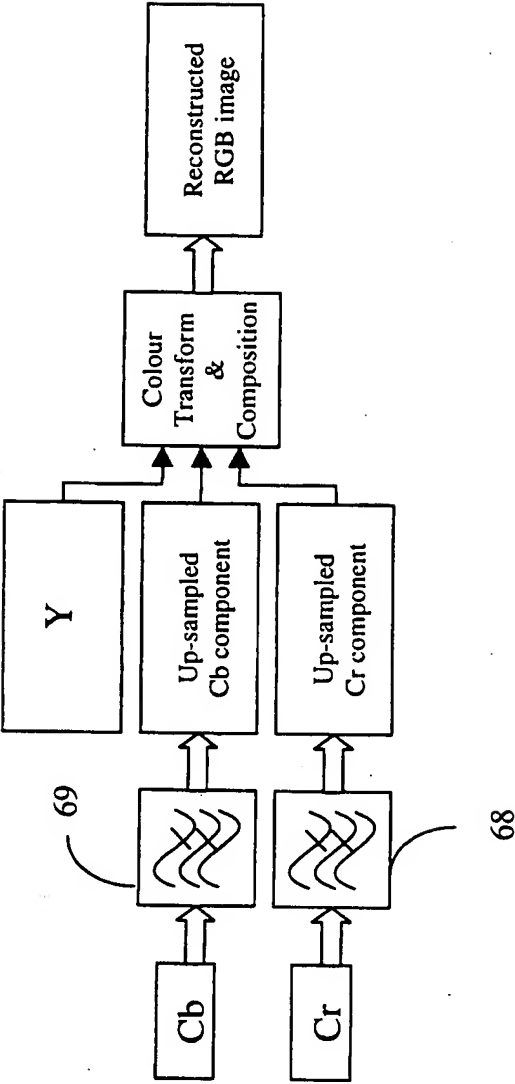 Cb
Cr
69
68
Y
Up-sampled
Cb component
Up-sampled
Cr component
Colour
Transform
&
Composition
Reconstructed
RGB image